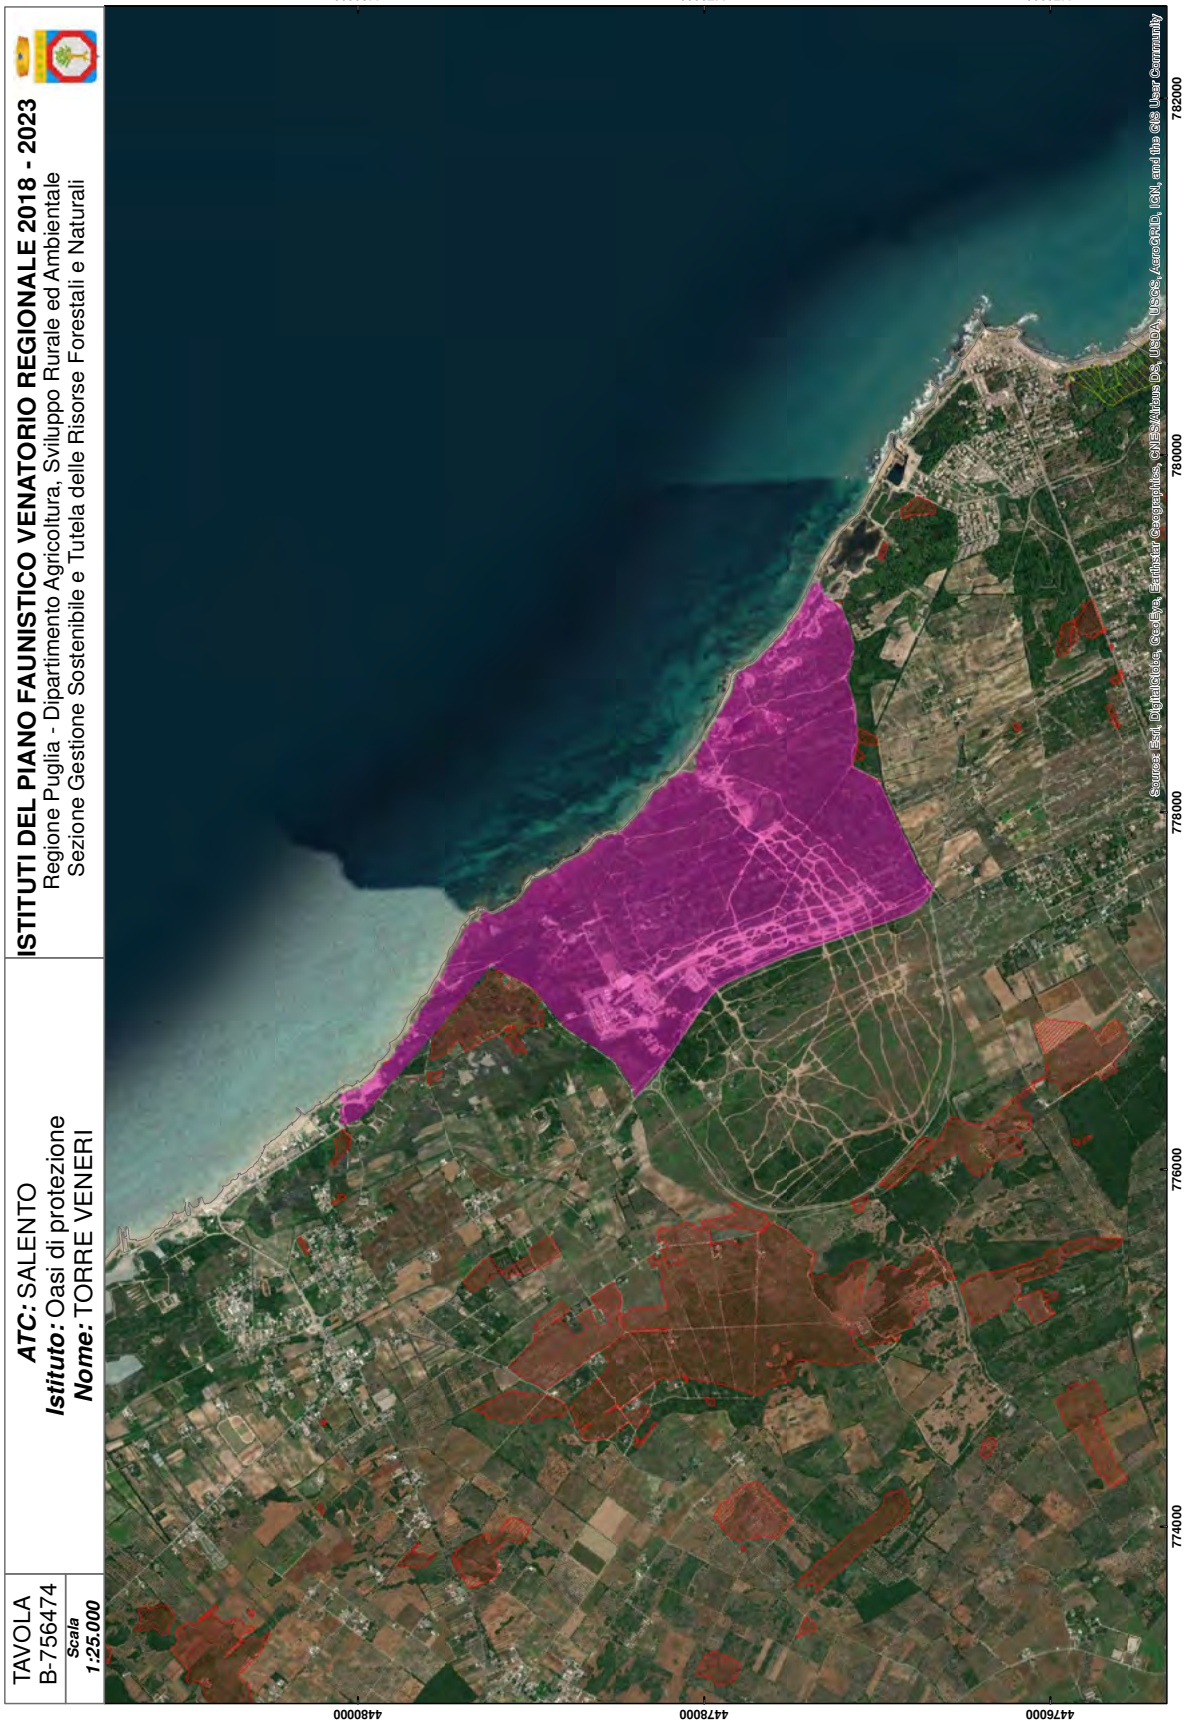 TAVOLA
B-756474
Scala
1:25.000
ATC: SALENTO
Istituto: Oasi di protezione
Nome: TORRE VENERI
ISTITUTI DEL PIANO FAUNISTICO VENATORIO REGIONALE 2018 - 2023
Regione Puglia - Dipartimento Agricoltura, Sviluppo Rurale ed Ambientale
Sezione Gestione Sostenibile e Tutela delle Risorse Forestali e Naturali
4480000
4478000
4476000
774000
776000
778000
780000
782000
Source: Esri, DigitalGlobe, GeoEye, Earthstar Geographics, CNES/Airbus DS, USDA, USGS, AeroGRID, IGN, and the GIS User Community